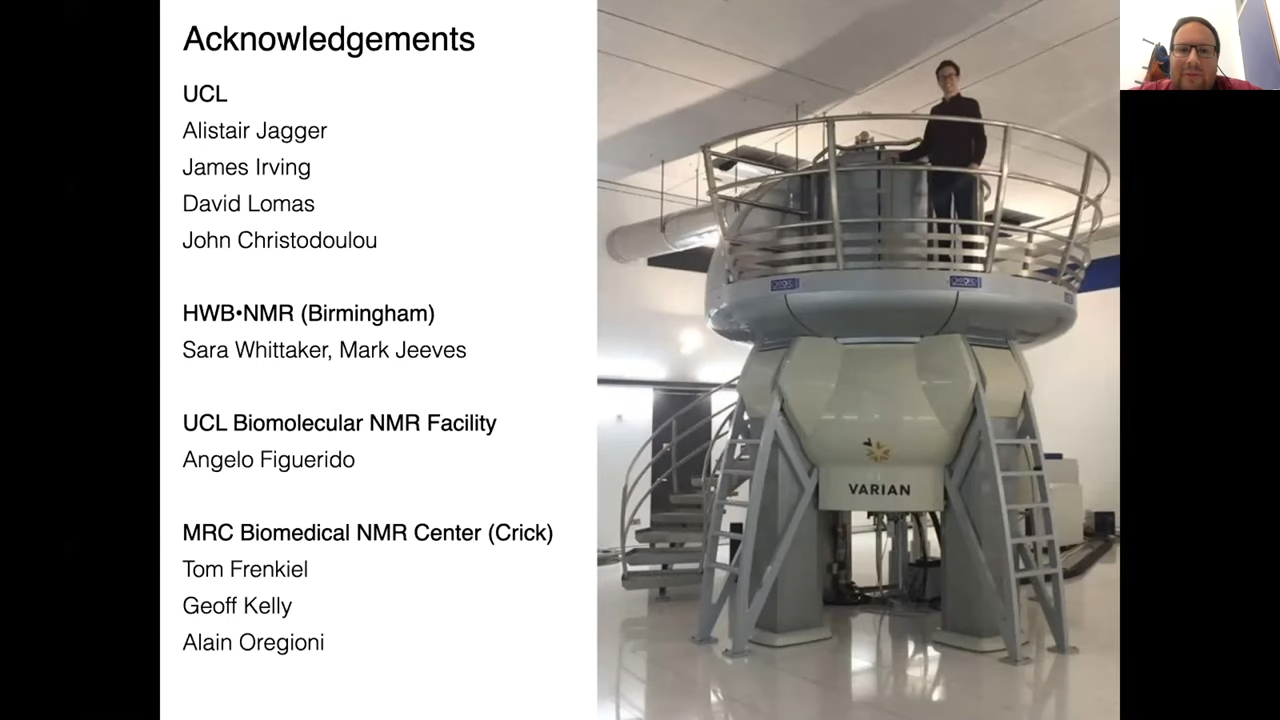 Acknowledgements
UCL
Alistair Jagger
James Irving
David Lomas
John Christodoulou
HWB•NMR (Birmingham)
Sara Whittaker, Mark Jeeves
UCL Biomolecular NMR Facility
Angelo Figuerido
MRC Biomedical NMR Center (Crick)
Tom Frenkiel
Geoff Kelly
Alain Oregioni
VARIAN